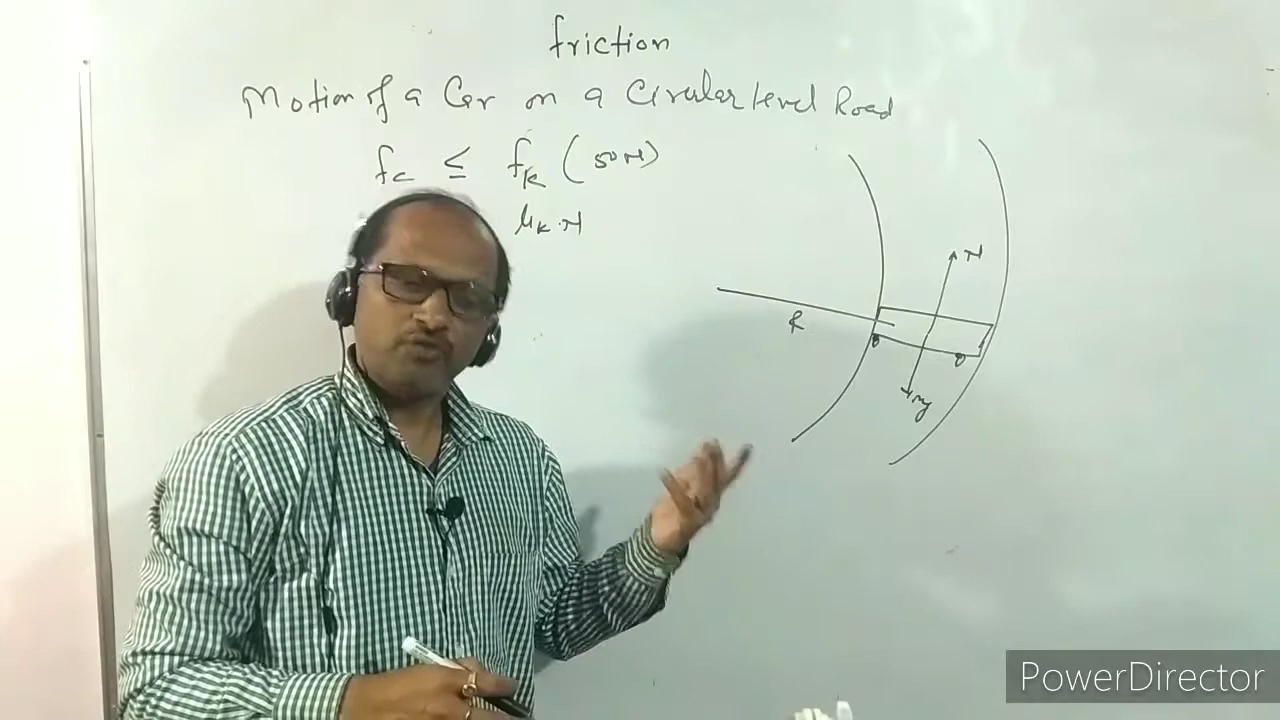 friction
Motion of a Car on a Circular level Road
fc ≤ fk (50N)
μk.N
N
R
mg
PowerDirector